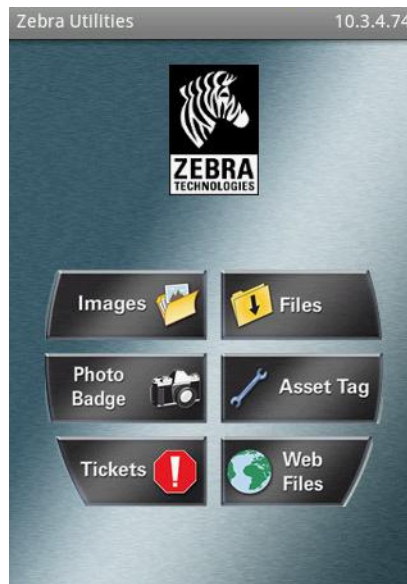 Zebra Utilities 10.3.4.74
ZEBRA
TECHNOLOGIES
Images
Files
Photo
Badge
Asset Tag
Tickets
Web
Files